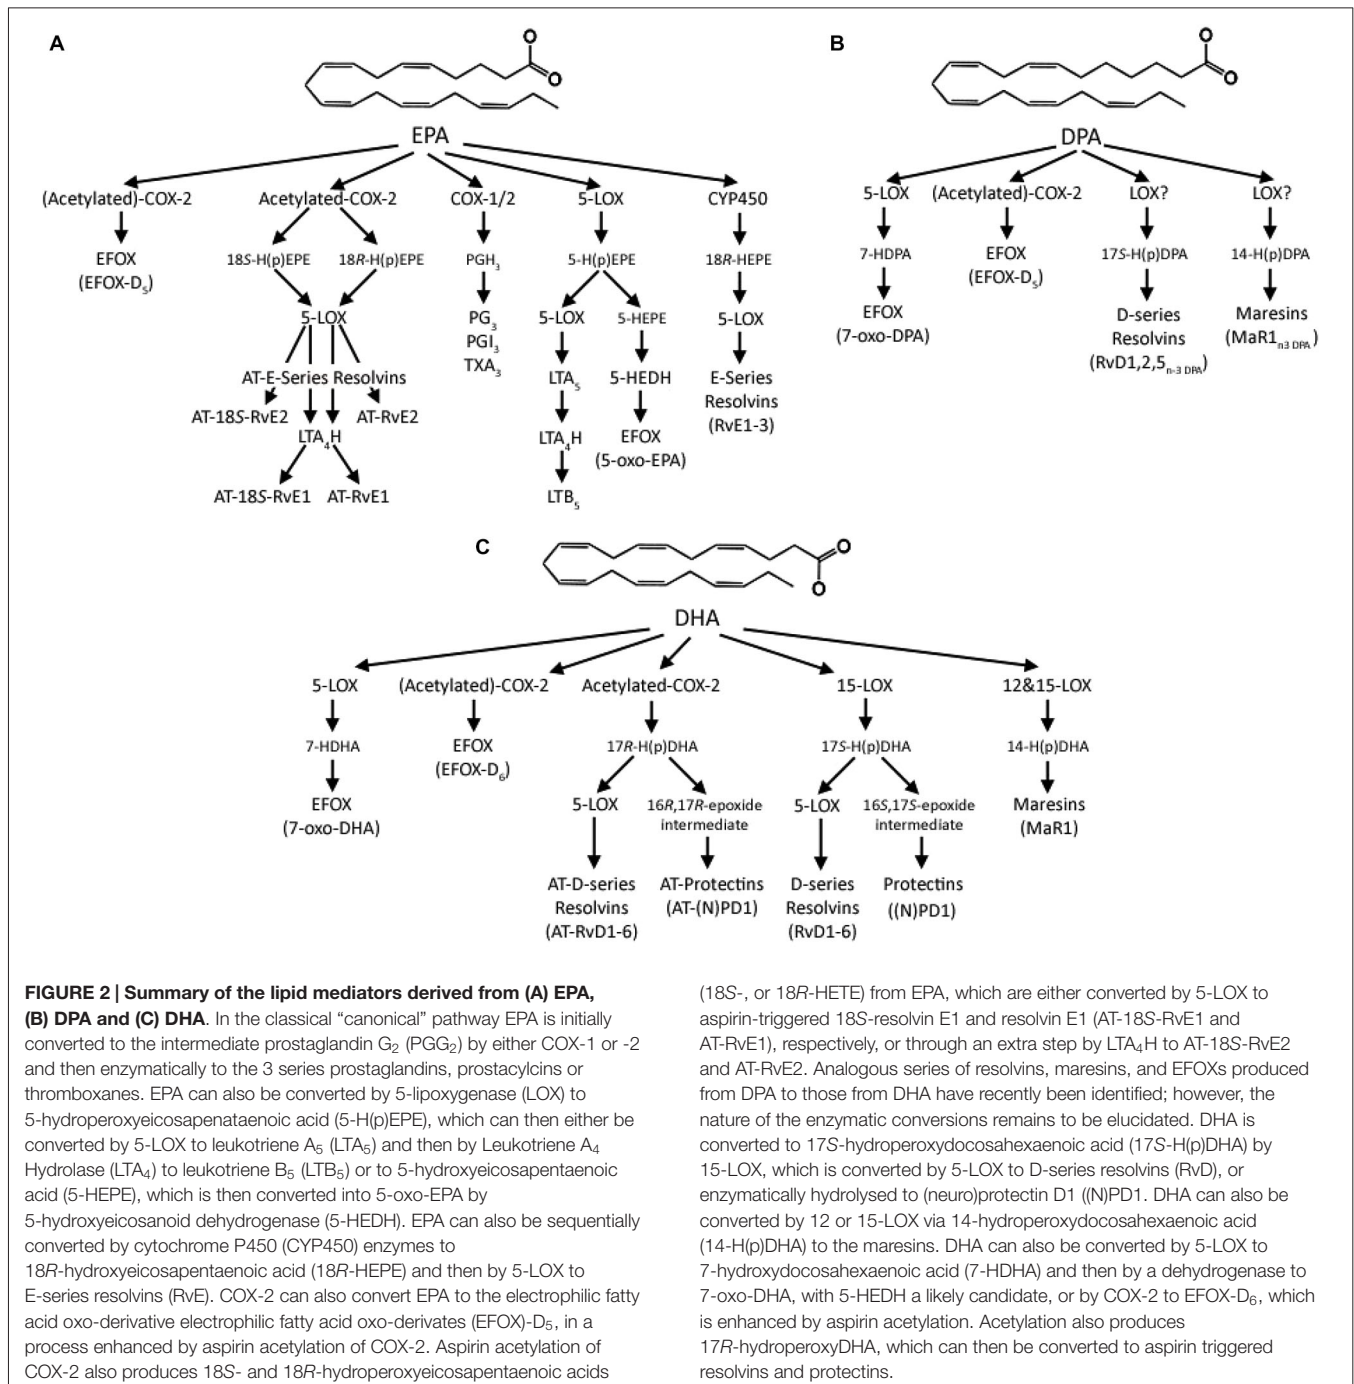 A
O
O
EPA
(Acetylated)-COX-2
Acetylated-COX-2
COX-1/2
5-LOX
CYP450
EFOX
(EFOX-D5)
18S-H(p)EPE
18R-H(p)EPE
PGH3
5-H(p)EPE
18R-HEPE
5-LOX
PG3
PGI3
TXA3
5-LOX
5-HEPE
5-LOX
AT-E-Series Resolvins
LTA5
5-HEDH
E-Series
Resolvins
(RvE1-3)
AT-18S-RvE2
AT-RvE2
LTA4H
LTA4H
EFOX
(5-oxo-EPA)
AT-18S-RvE1
AT-RvE1
LTB5
B
O
O
DPA
5-LOX
(Acetylated)-COX-2
LOX?
LOX?
7-HDPA
EFOX
(EFOX-D5)
17S-H(p)DPA
14-H(p)DPA
EFOX
(7-oxo-DPA)
D-series
Resolvins
(RvD1,2,5n-3 DPA)
Maresins
(MaR1n3 DPA)
C
O
O
DHA
5-LOX
(Acetylated)-COX-2
Acetylated-COX-2
15-LOX
12&15-LOX
7-HDHA
EFOX
(EFOX-D6)
17R-H(p)DHA
17S-H(p)DHA
14-H(p)DHA
EFOX
(7-oxo-DHA)
5-LOX
16R,17R-epoxide
intermediate
5-LOX
16S,17S-epoxide
intermediate
Maresins
(MaR1)
AT-D-series
Resolvins
(AT-RvD1-6)
AT-Protectins
(AT-(N)PD1)
D-series
Resolvins
(RvD1-6)
Protectins
((N)PD1)
FIGURE 2 | Summary of the lipid mediators derived from (A) EPA,
(B) DPA and (C) DHA. In the classical “canonical” pathway EPA is initially
converted to the intermediate prostaglandin G2 (PGG2) by either COX-1 or -2
and then enzymatically to the 3 series prostaglandins, prostacylcins or
thromboxanes. EPA can also be converted by 5-lipoxygenase (LOX) to
5-hydroperoxyeicosapenataenoic acid (5-H(p)EPE), which can then either be
converted by 5-LOX to leukotriene A5 (LTA5) and then by Leukotriene A4
Hydrolase (LTA4) to leukotriene B5 (LTB5) or to 5-hydroxyeicosapentaenoic
acid (5-HEPE), which is then converted into 5-oxo-EPA by
5-hydroxyeicosanoid dehydrogenase (5-HEDH). EPA can also be sequentially
converted by cytochrome P450 (CYP450) enzymes to
18R-hydroxyeicosapentaenoic acid (18R-HEPE) and then by 5-LOX to
E-series resolvins (RvE). COX-2 can also convert EPA to the electrophilic fatty
acid oxo-derivative electrophilic fatty acid oxo-derivates (EFOX)-D5, in a
process enhanced by aspirin acetylation of COX-2. Aspirin acetylation of
COX-2 also produces 18S- and 18R-hydroperoxyeicosapentaenoic acids
(18S-, or 18R-HETE) from EPA, which are either converted by 5-LOX to
aspirin-triggered 18S-resolvin E1 and resolvin E1 (AT-18S-RvE1 and
AT-RvE1), respectively, or through an extra step by LTA4H to AT-18S-RvE2
and AT-RvE2. Analogous series of resolvins, maresins, and EFOXs produced
from DPA to those from DHA have recently been identified; however, the
nature of the enzymatic conversions remains to be elucidated. DHA is
converted to 17S-hydroperoxydocosahexaenoic acid (17S-H(p)DHA) by
15-LOX, which is converted by 5-LOX to D-series resolvins (RvD), or
enzymatically hydrolysed to (neuro)protectin D1 ((N)PD1. DHA can also be
converted by 12 or 15-LOX via 14-hydroperoxydocosahexaenoic acid
(14-H(p)DHA) to the maresins. DHA can also be converted by 5-LOX to
7-hydroxydocosahexaenoic acid (7-HDHA) and then by a dehydrogenase to
7-oxo-DHA, with 5-HEDH a likely candidate, or by COX-2 to EFOX-D6, which
is enhanced by aspirin acetylation. Acetylation also produces
17R-hydroperoxyDHA, which can then be converted to aspirin triggered
resolvins and protectins.